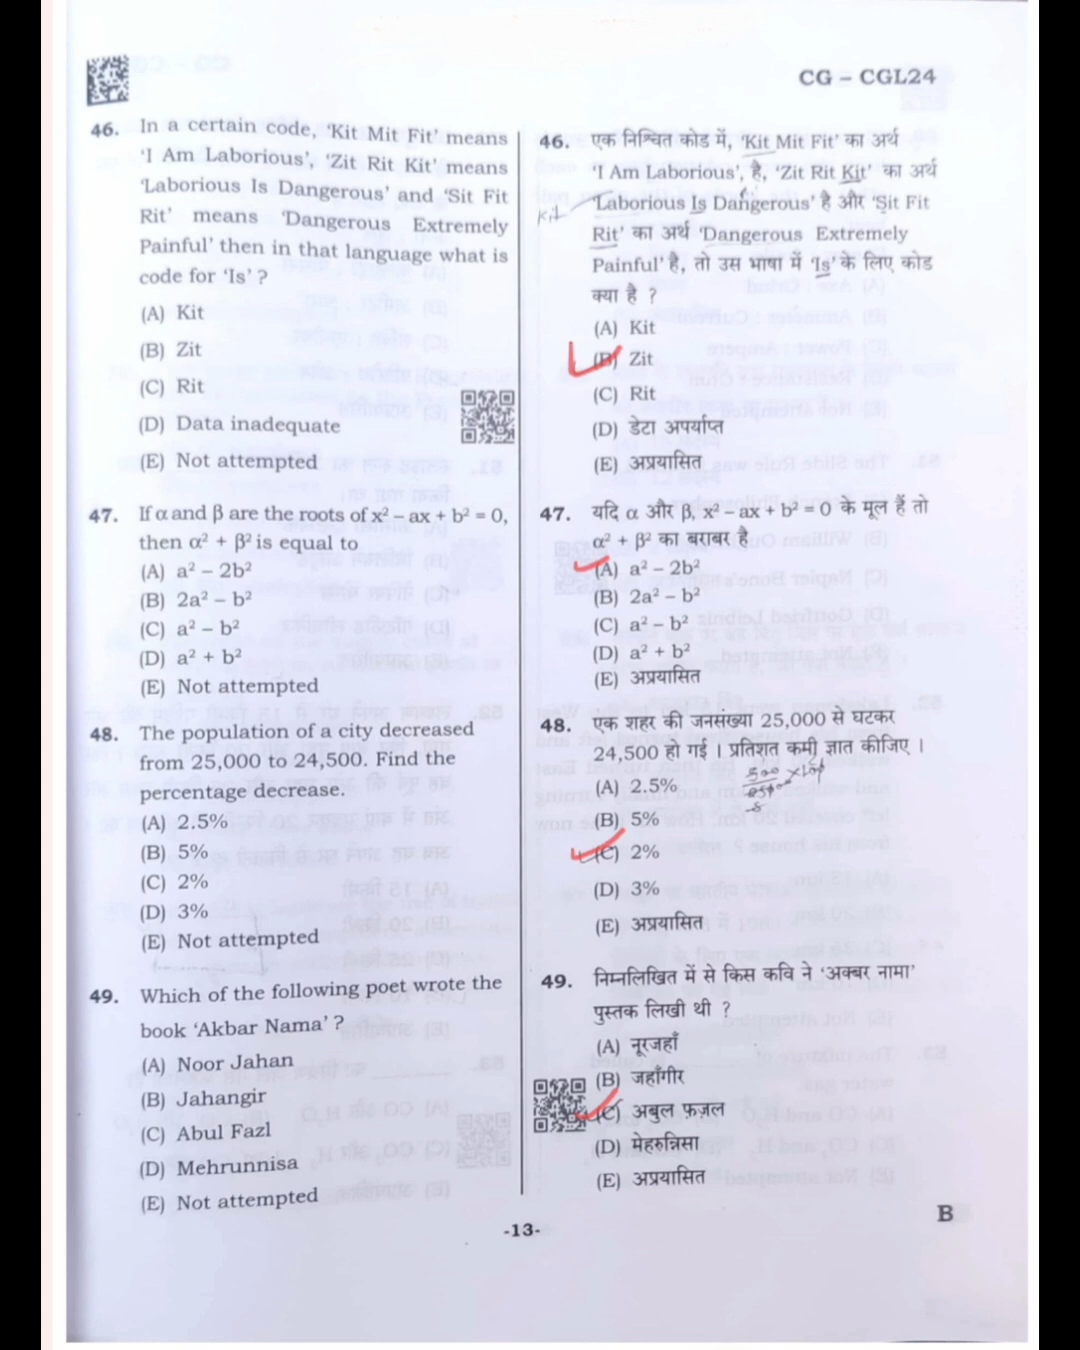 CG – CGL24
46. In a certain code, ‘Kit Mit Fit’ means
‘I Am Laborious’, ‘Zit Rit Kit’ means
‘Laborious Is Dangerous’ and ‘Sit Fit
Rit’ means ‘Dangerous Extremely
Painful’ then in that language what is
code for ‘Is’ ?
(A) Kit
(B) Zit
(C) Rit
(D) Data inadequate
(E) Not attempted
47. If α and β are the roots of x² – ax + b² = 0,
then α² + β² is equal to
(A) a² – 2b²
(B) 2a² – b²
(C) a² – b²
(D) a² + b²
(E) Not attempted
48. The population of a city decreased
from 25,000 to 24,500. Find the
percentage decrease.
(A) 2.5%
(B) 5%
(C) 2%
(D) 3%
(E) Not attempted
49. Which of the following poet wrote the
book ‘Akbar Nama’ ?
(A) Noor Jahan
(B) Jahangir
(C) Abul Fazl
(D) Mehrunnisa
(E) Not attempted
46. एक निश्चित कोड में, ‘Kit Mit Fit’ का अर्थ
‘I Am Laborious’, है, ‘Zit Rit Kit’ का अर्थ
‘Laborious Is Dangerous’ है और ‘Sit Fit
Kit
Rit’ का अर्थ ‘Dangerous Extremely
Painful’ है, तो उस भाषा में ‘Is’ के लिए कोड
क्या है ?
(A) Kit
(B) Zit
(C) Rit
(D) डेटा अपर्याप्त
(E) अप्रयासित
47. यदि α और β, x² – ax + b² = 0 के मूल हैं तो
α² + β² का बराबर है
(A) a² – 2b²
(B) 2a² – b²
(C) a² – b²
(D) a² + b²
(E) अप्रयासित
48. एक शहर की जनसंख्या 25,000 से घटकर
24,500 हो गई । प्रतिशत कमी ज्ञात कीजिए ।
(A) 2.5%
(B) 5%
(C) 2%
(D) 3%
(E) अप्रयासित
49. निम्नलिखित में से किस कवि ने ‘अक्बर नामा’
पुस्तक लिखी थी ?
(A) नूरजहाँ
(B) जहाँगीर
(C) अबुल फ़ज़ल
(D) मेहरुन्निसा
(E) अप्रयासित
-13-
B